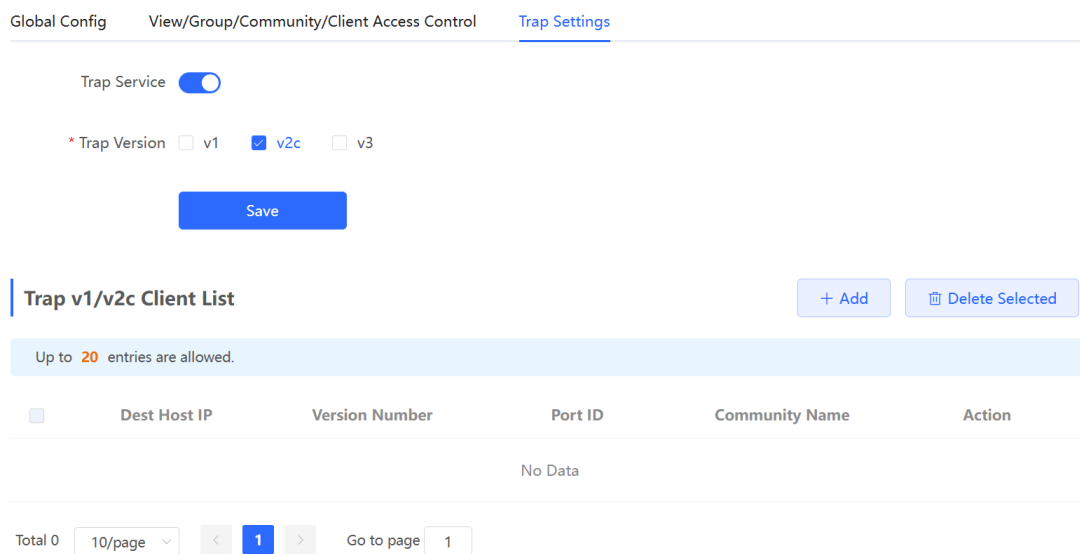 Global Config View/Group/Community/Client Access Control Trap Settings
Trap Service
* Trap Version v1 v2c v3
Save
Trap v1/v2c Client List + Add Delete Selected
Up to 20 entries are allowed.
Dest Host IP Version Number Port ID Community Name Action
No Data
Total 0 10/page < 1 > Go to page 1